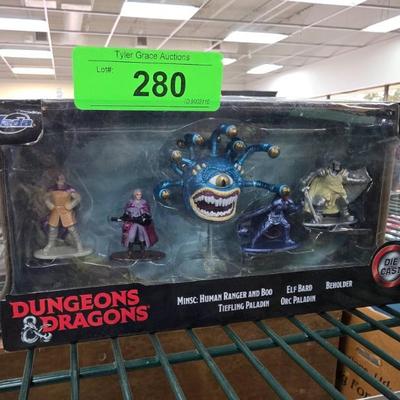 Tyler Grace Auctions
Lot#:
280
Jada
DUNGEONS
& DRAGONS
MINSC: HUMAN RANGER AND BOO ELF BARD BEHOLDER
TIEFLING PALADIN ORC PALADIN
DIE
CAST